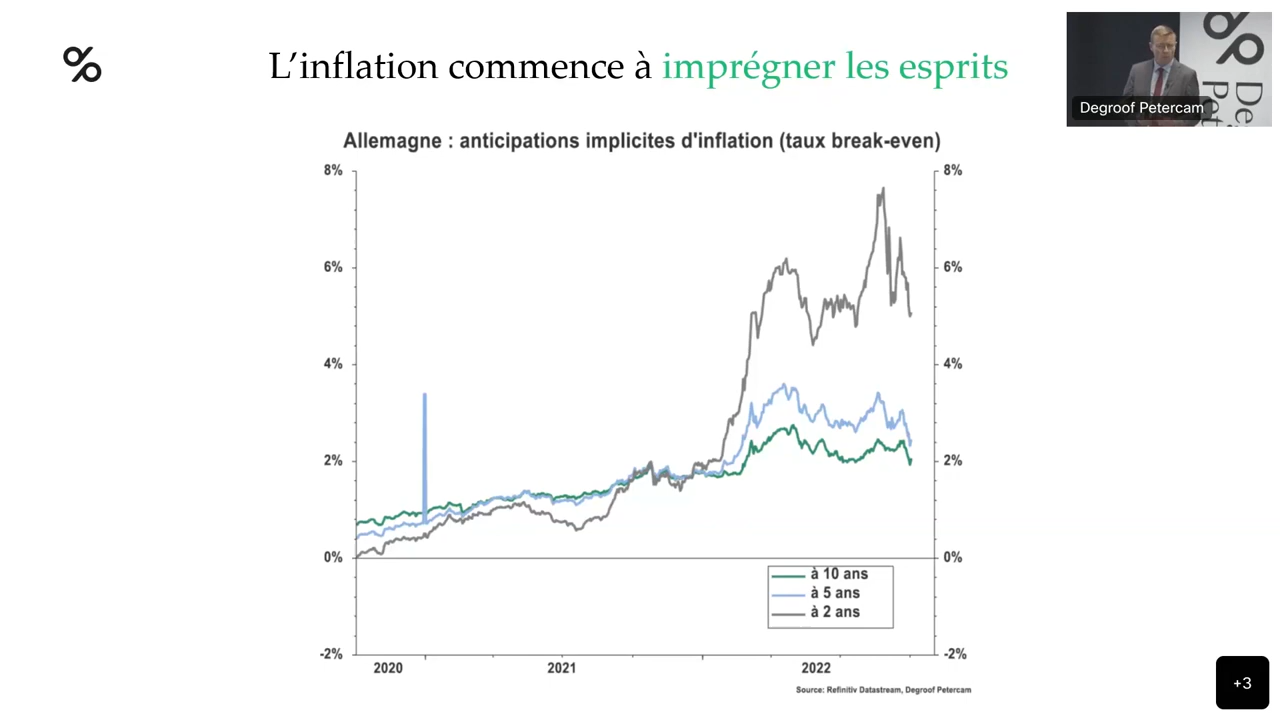 L'inflation commence à imprégner les esprits
Degroof Petercam
De
Pet
Allemagne : anticipations implicites d'inflation (taux break-even)
8%
8%
6%
6%
4%
4%
2%
2%
0%
0%
-2%
-2%
à 10 ans
à 5 ans
à 2 ans
2020
2021
2022
Source: Refinitiv Datastream, Degroof Petercam
+3